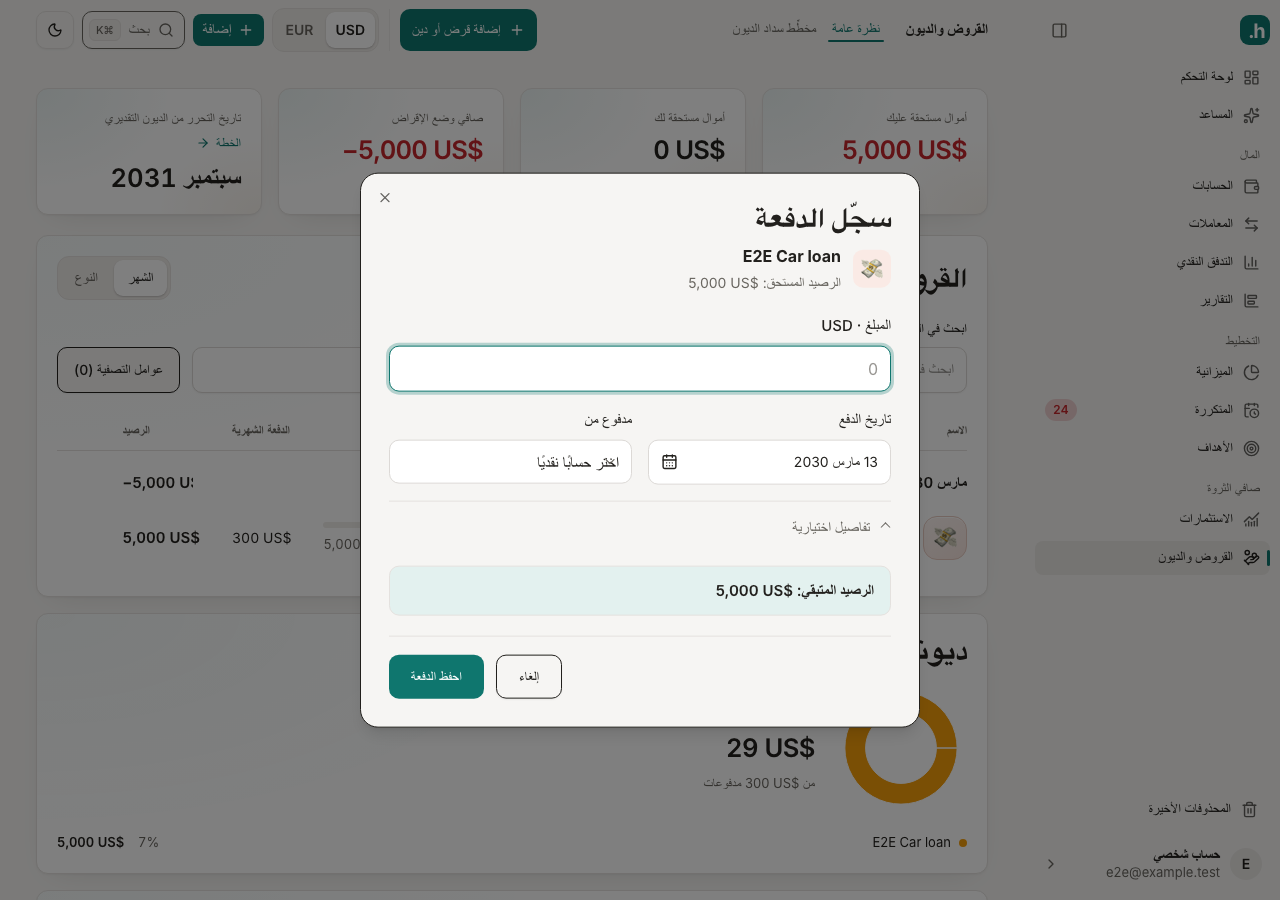 .h
لوحة التحكم
المساعد
المال
الحسابات
المعاملات
التدفق النقدي
التقارير
التخطيط
الميزانية
المتكررة
24
الأهداف
صافي الثروة
الاستثمارات
القروض والديون
المحذوفات الأخيرة
E
حساب شخصي
e2e@example.test
القروض والديون
نظرة عامة
مخطّط سداد الديون
إضافة قرض أو دين
USD
EUR
إضافة
بحث
⌘K
أموال مستحقة عليك
5,000 US$
أموال مستحقة لك
0 US$
صافي وضع الإقراض
−5,000 US$
تاريخ التحرر من الديون التقديري
الخطة
سبتمبر 2031
الشهر
النوع
عوامل التصفية (0)
الاسم
الدفعة الشهرية
الرصيد
−5,000
300 US$
5,000 US$
5,000
29 US$
من 300 US$ مدفوعات
E2E Car loan
7%
5,000 US$
سجّل الدفعة
E2E Car loan
الرصيد المستحق: 5,000 US$
المبلغ · USD
0
تاريخ الدفع
13 مارس 2030
مدفوع من
اختر حسابًا نقديًا
تفاصيل اختيارية
الرصيد المتبقي: 5,000 US$
إلغاء
احفظ الدفعة